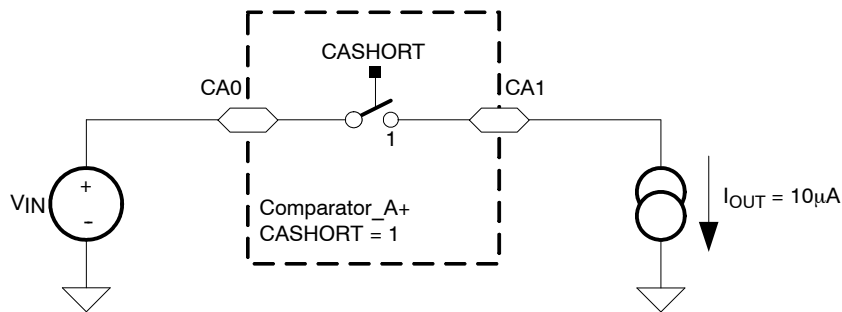 CASHORT
CA0
CA1
1
VIN
+
-
Comparator_A+
CASHORT = 1
IOUT = 10μA